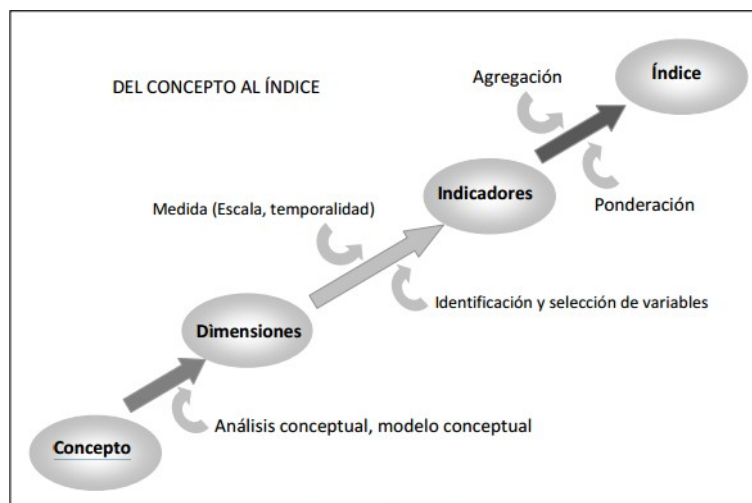 DEL CONCEPTO AL ÍNDICE
Agregación
Índice
Medida (Escala, temporalidad)
Indicadores
Ponderación
Dimensiones
Identificación y selección de variables
Concepto
Análisis conceptual, modelo conceptual